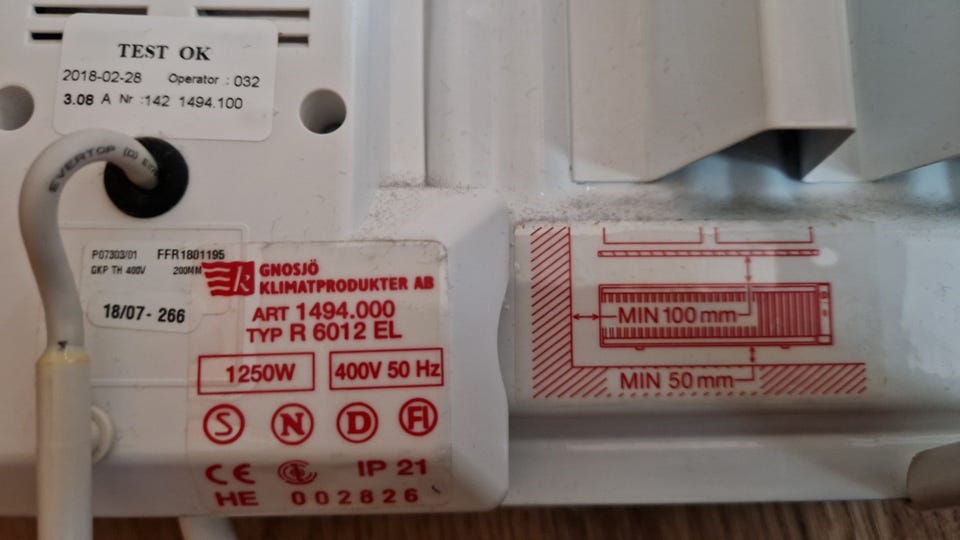 TEST OK
2018-02-28 Operator : 032
3.08 A Nr :142 1494.100
EVERTOP
P07303/01 FFR1801195
GKP TH 400V 200MM
18/07- 266
GNOSJÖ
KLIMATPRODUKTER AB
ART 1494.000
TYP R 6012 EL
1250W 400V 50 Hz
S N D FI
CE IP 21
HE 002826
MIN 100 mm
MIN 50 mm